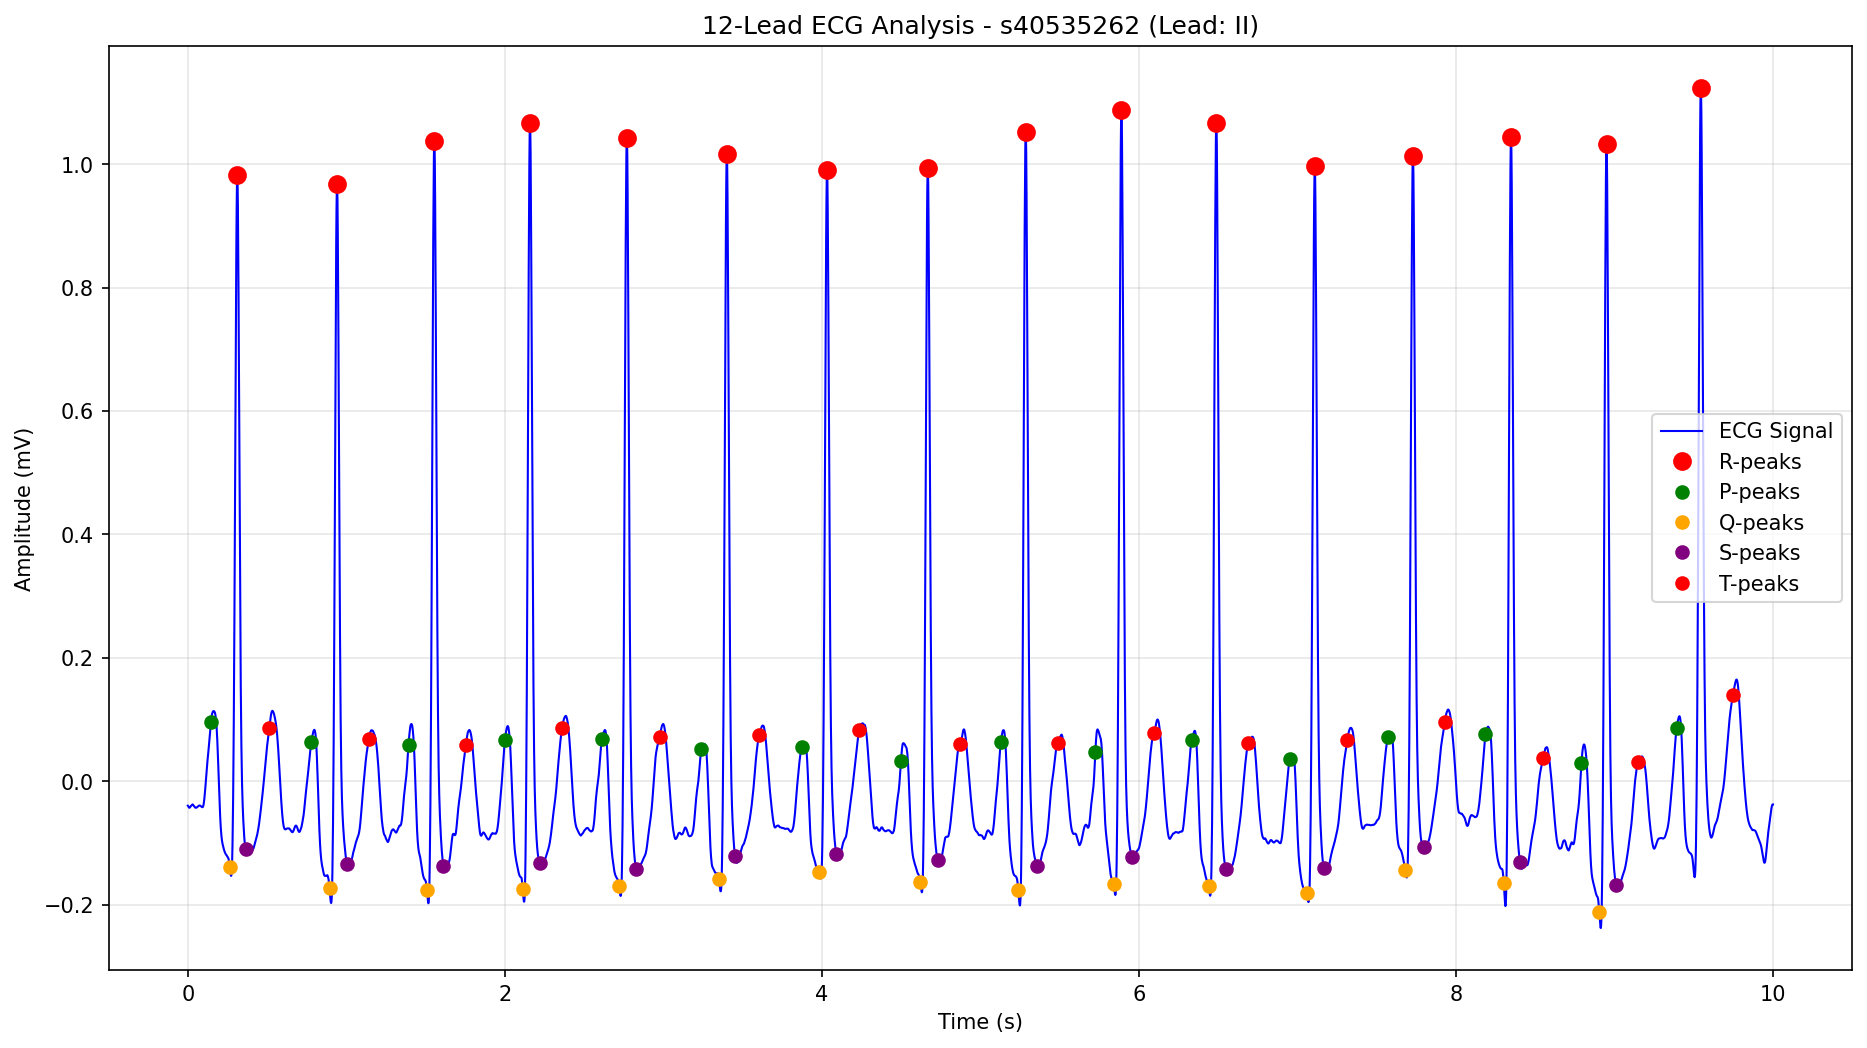 12-Lead ECG Analysis - s40535262 (Lead: II)
Amplitude (mV)
1.0
0.8
0.6
0.4
0.2
0.0
−0.2
ECG Signal
R-peaks
P-peaks
Q-peaks
S-peaks
T-peaks
0 2 4 6 8 10
Time (s)